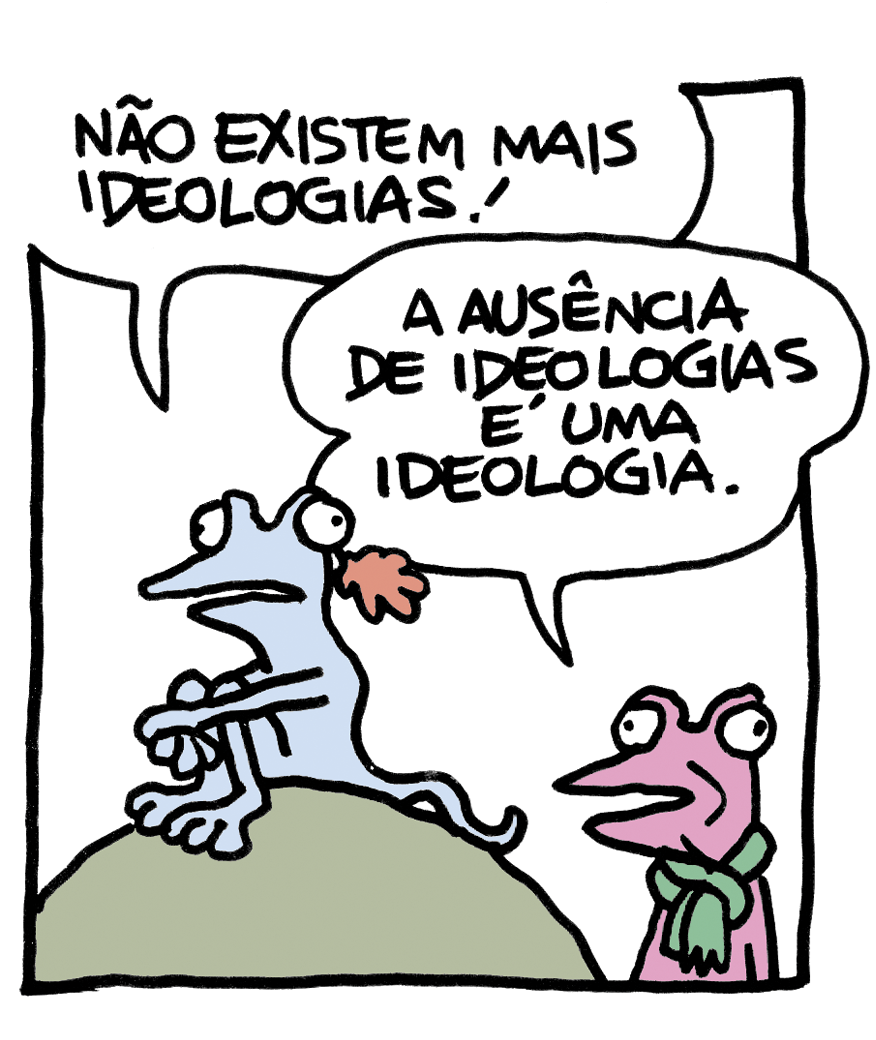 NÃO EXISTEM MAIS
IDEOLOGIAS!
A AUSÊNCIA
DE IDEOLOGIAS
É UMA
IDEOLOGIA.